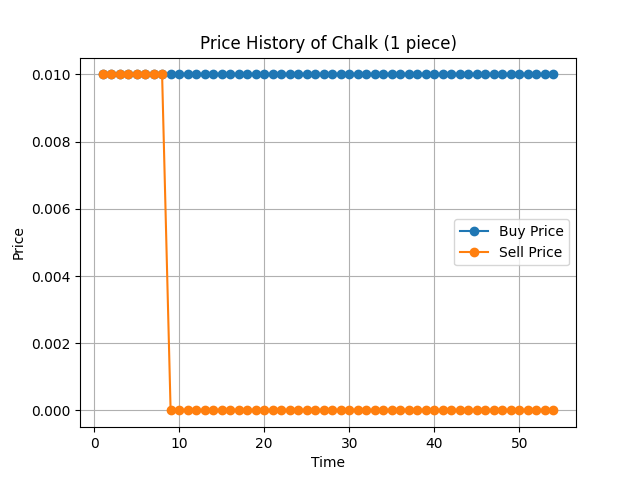 Price History of Chalk (1 piece)
0.010
0.008
0.006
0.004
0.002
0.000
Price
Buy Price
Sell Price
0 10 20 30 40 50
Time